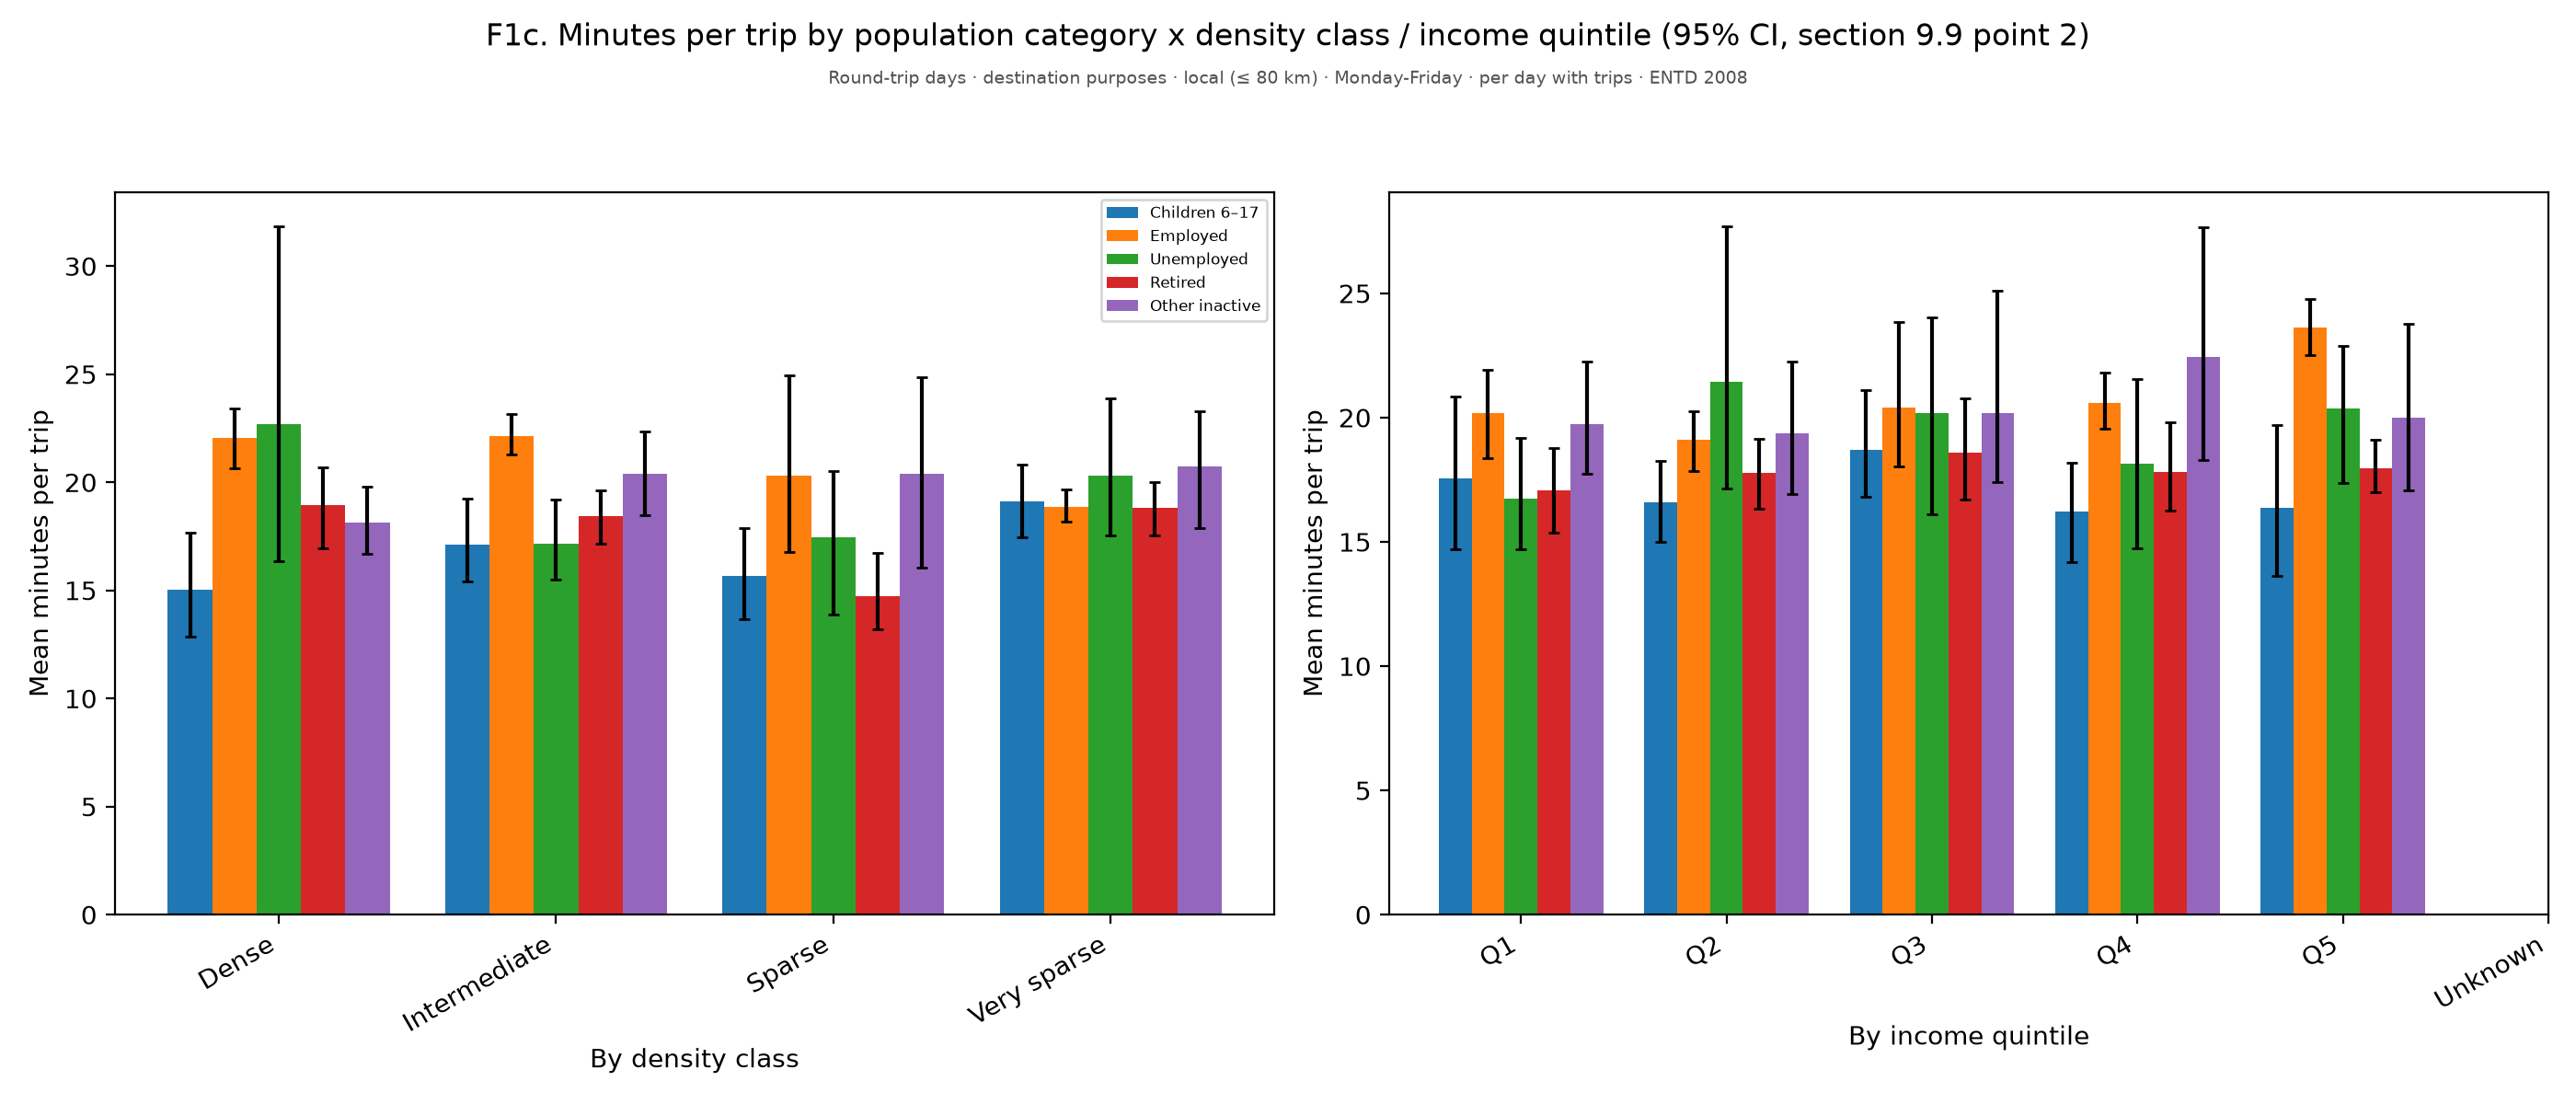 F1c. Minutes per trip by population category x density class / income quintile (95% CI, section 9.9 point 2)
Round-trip days · destination purposes · local (≤ 80 km) · Monday-Friday · per day with trips · ENTD 2008
Mean minutes per trip
30
25
20
15
10
5
0
Children 6–17
Employed
Unemployed
Retired
Other inactive
Dense
Intermediate
Sparse
Very sparse
By density class
Mean minutes per trip
25
20
15
10
5
0
Q1
Q2
Q3
Q4
Q5
Unknown
By income quintile